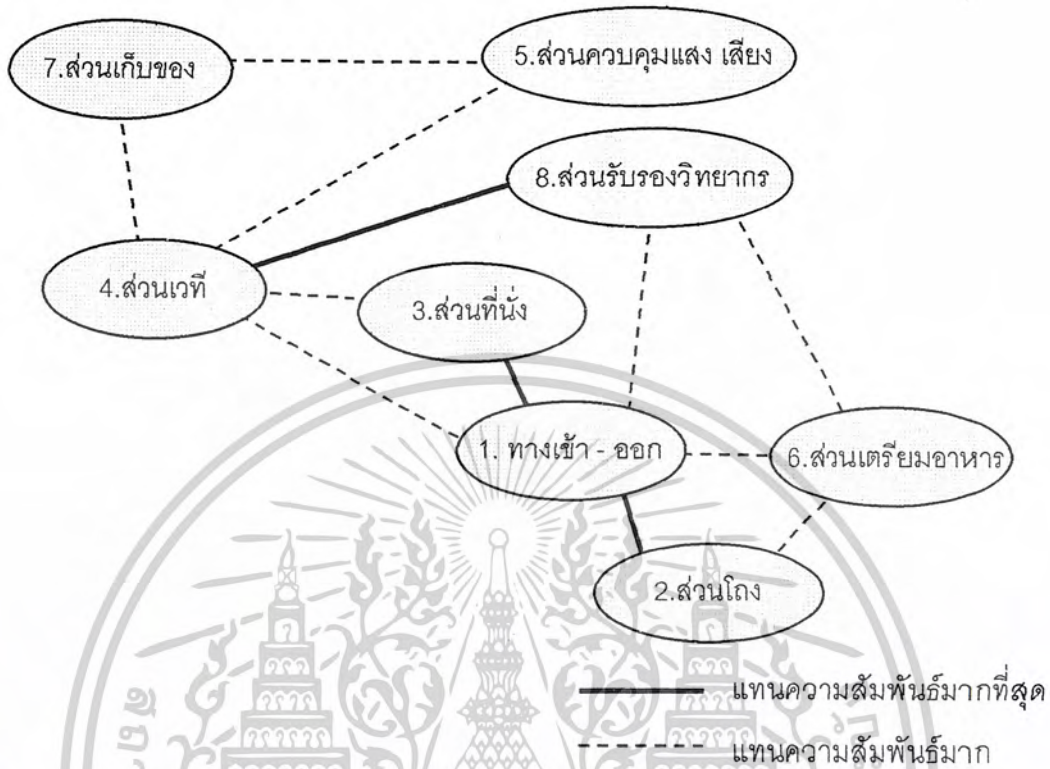 7.ส่วนเก็บของ
5.ส่วนควบคุมแสง เสียง
8.ส่วนรับรองวิทยากร
4.ส่วนเวที
3.ส่วนที่นั่ง
1. ทางเข้า - ออก
6.ส่วนเตรียมอาหาร
2.ส่วนโถง
แทนความสัมพันธ์มากที่สุด
แทนความสัมพันธ์มาก